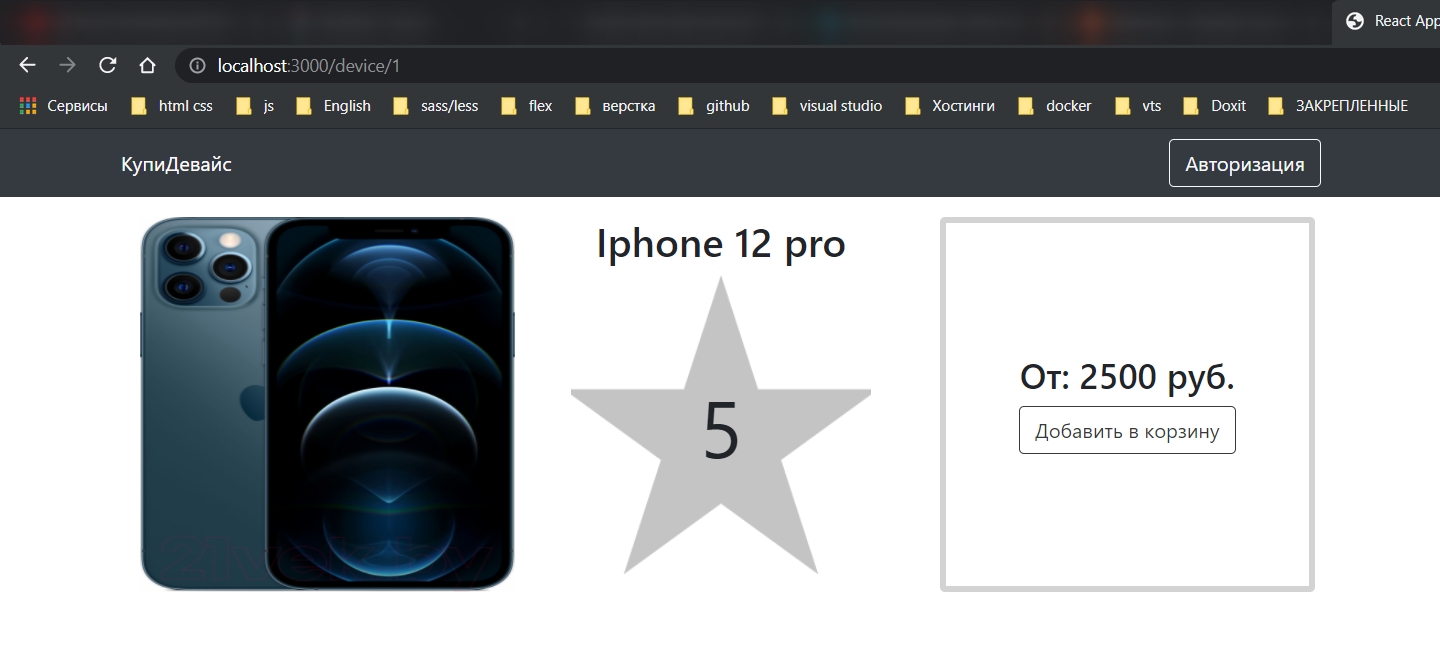 React App
localhost:3000/device/1
Сервисы html css js English sass/less flex верстка github visual studio Хостинги docker vts Doxit ЗАКРЕПЛЕННЫЕ
КупиДевайс Авторизация
Iphone 12 pro
5
От: 2500 руб.
Добавить в корзину